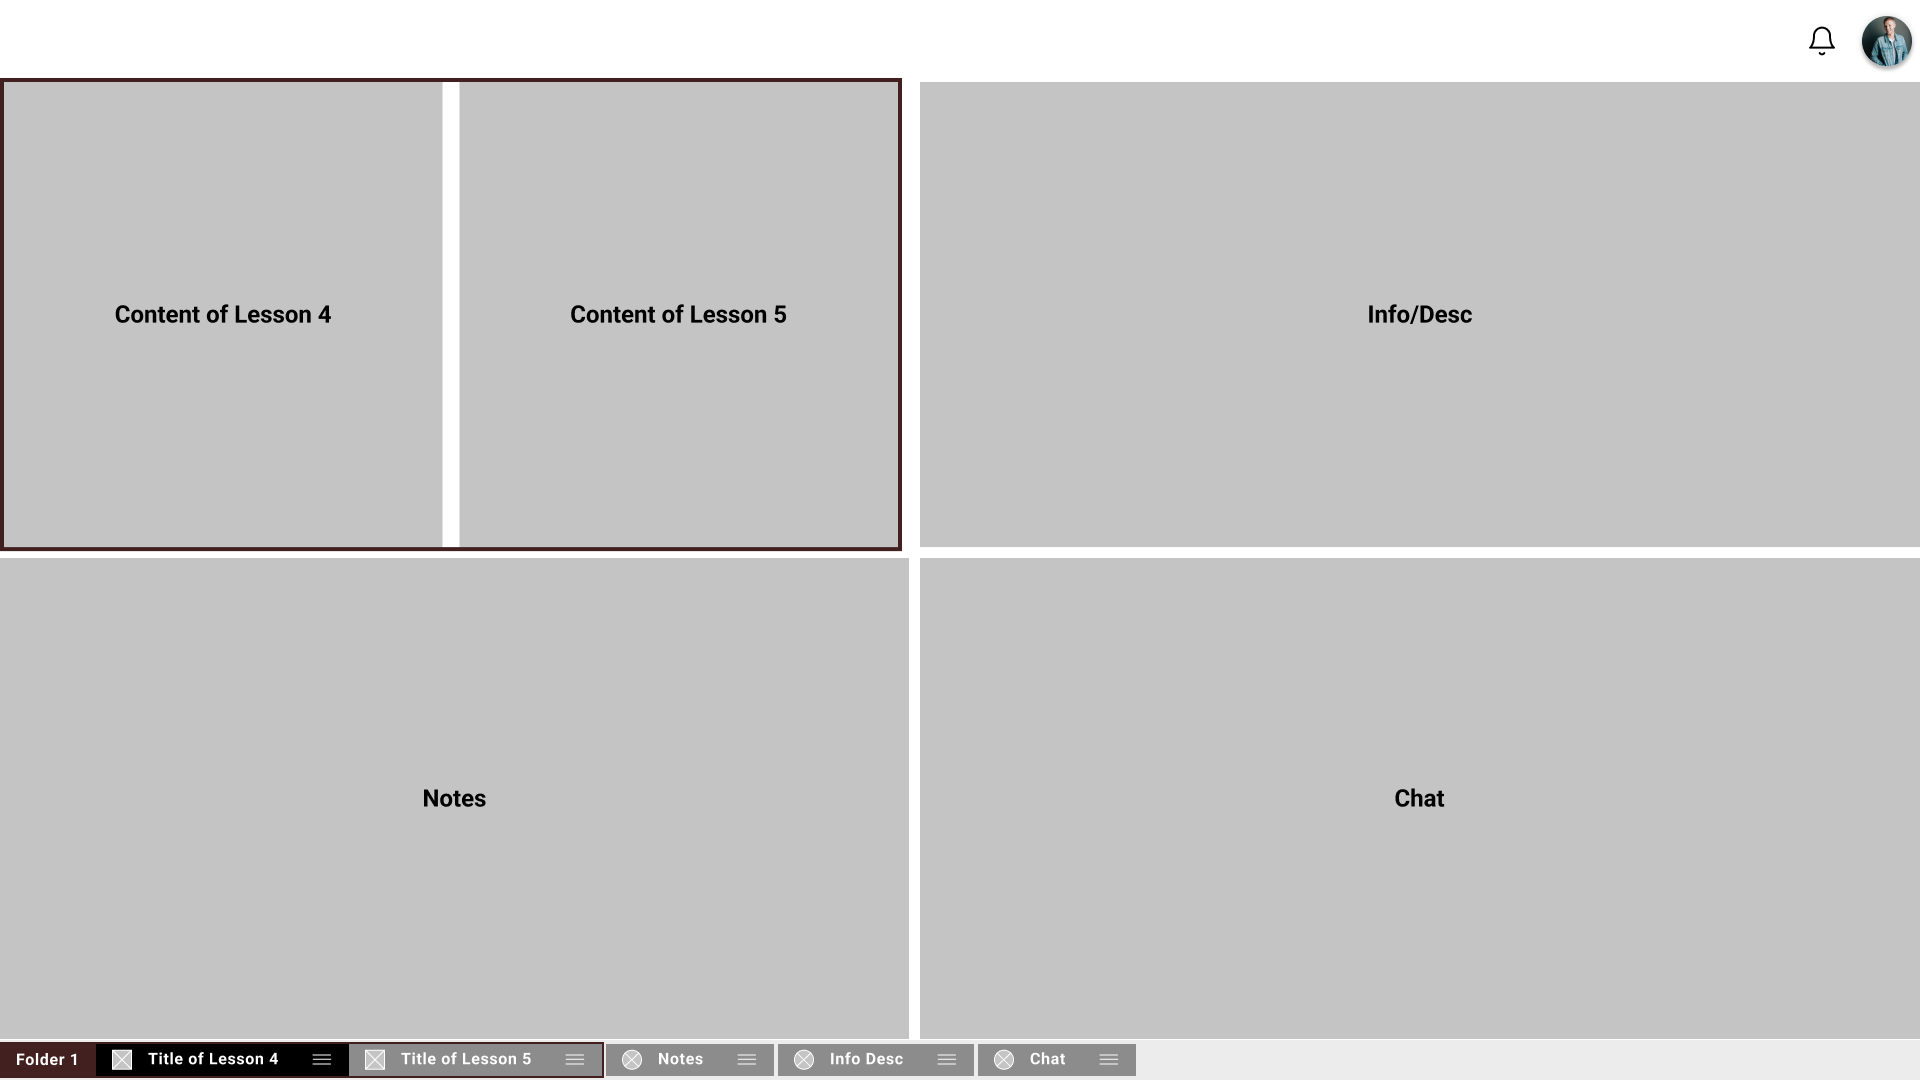 Content of Lesson 4
Content of Lesson 5
Info/Desc
Notes
Chat
Folder 1
Title of Lesson 4
Title of Lesson 5
Notes
Info Desc
Chat